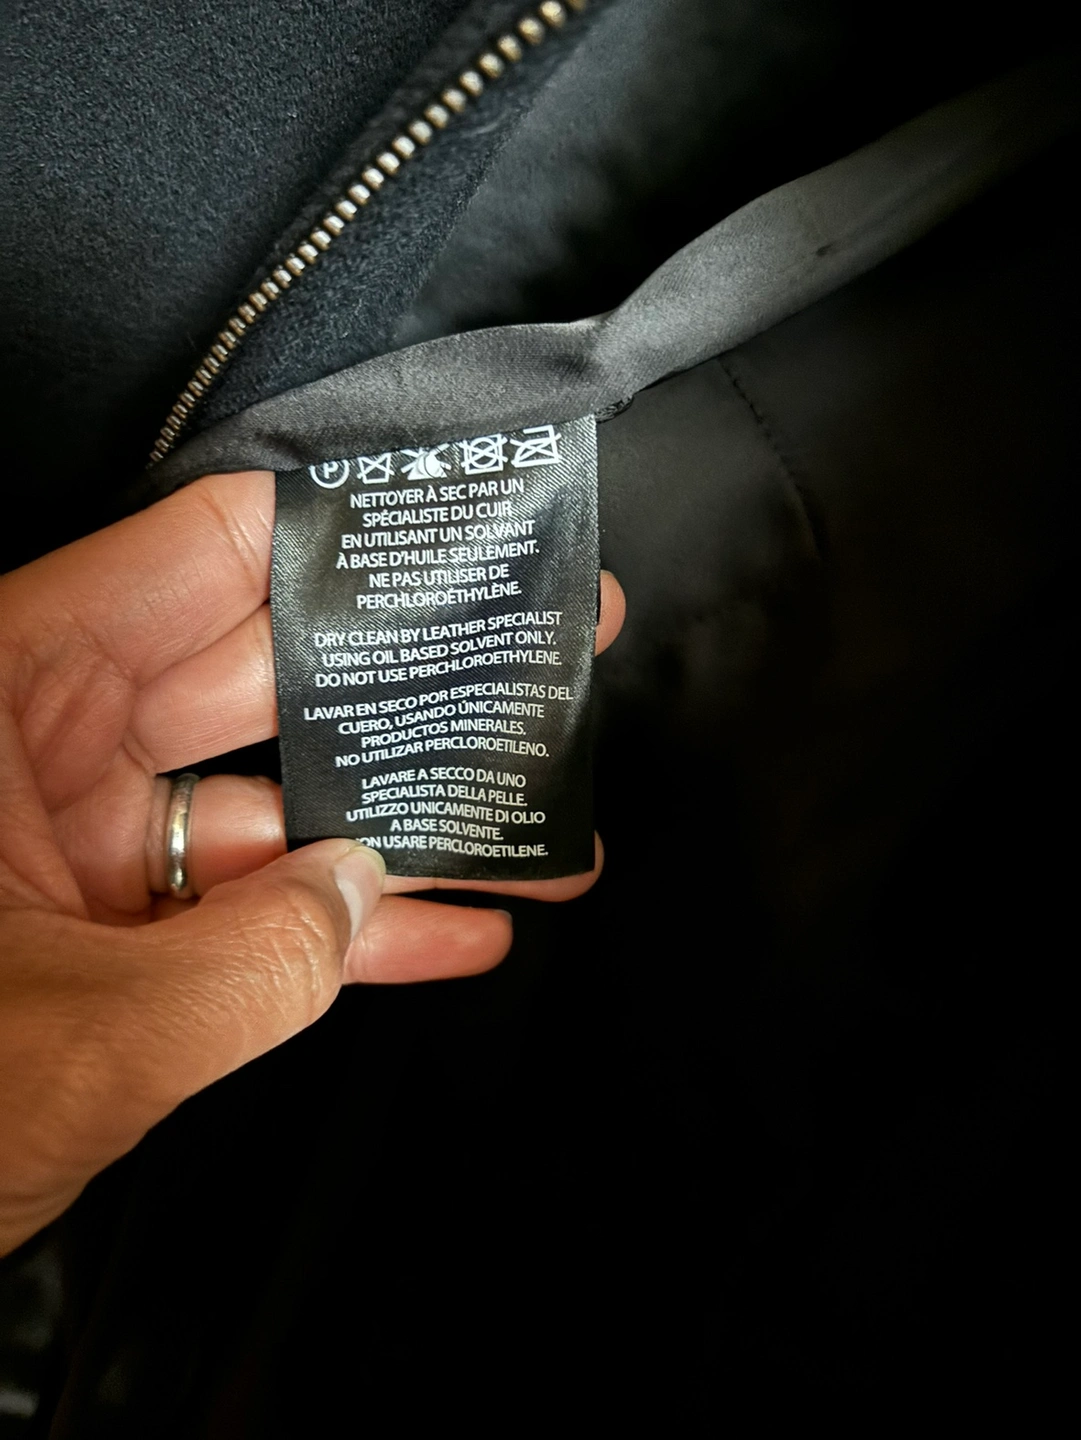 P
NETTOYER À SEC PAR UN
SPÉCIALISTE DU CUIR
EN UTILISANT UN SOLVANT
À BASE D'HUILE SEULEMENT.
NE PAS UTILISER DE
PERCHLOROÉTHYLÈNE.
DRY CLEAN BY LEATHER SPECIALIST
USING OIL BASED SOLVENT ONLY.
DO NOT USE PERCHLOROETHYLENE.
LAVAR EN SECO POR ESPECIALISTAS DEL
CUERO, USANDO ÚNICAMENTE
PRODUCTOS MINERALES.
NO UTILIZAR PERCLOROETILENO.
LAVARE A SECCO DA UNO
SPECIALISTA DELLA PELLE.
UTILIZZO UNICAMENTE DI OLIO
A BASE SOLVENTE.
USARE PERCLOROETILENE.